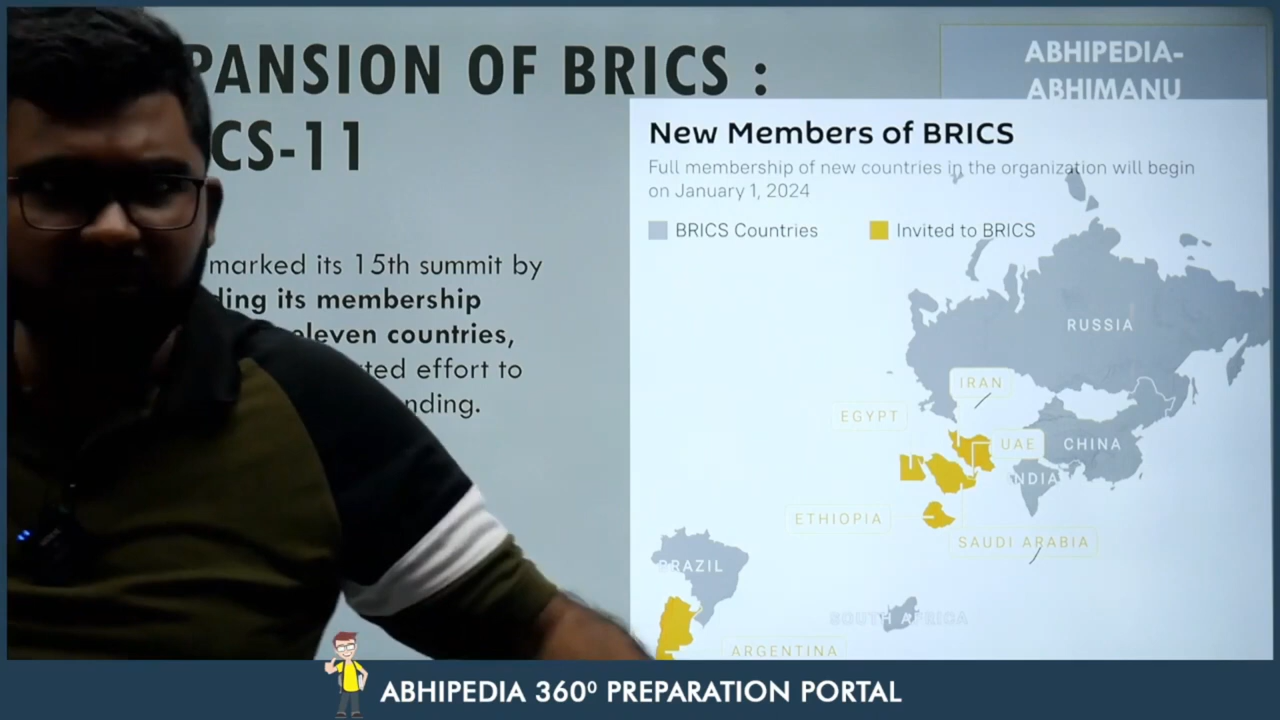 PANSION OF BRICS :
CS-11
marked its 15th summit by
ding its membership
eleven countries,
ted effort to
nding.
ABHIPEDIA-
ABHIMANU
New Members of BRICS
Full membership of new countries in the organization will begin
on January 1, 2024
BRICS Countries
Invited to BRICS
RUSSIA
IRAN
EGYPT
UAE
CHINA
INDIA
ETHIOPIA
SAUDI ARABIA
BRAZIL
SOUTH AFRICA
ARGENTINA
ABHIPEDIA 360º PREPARATION PORTAL